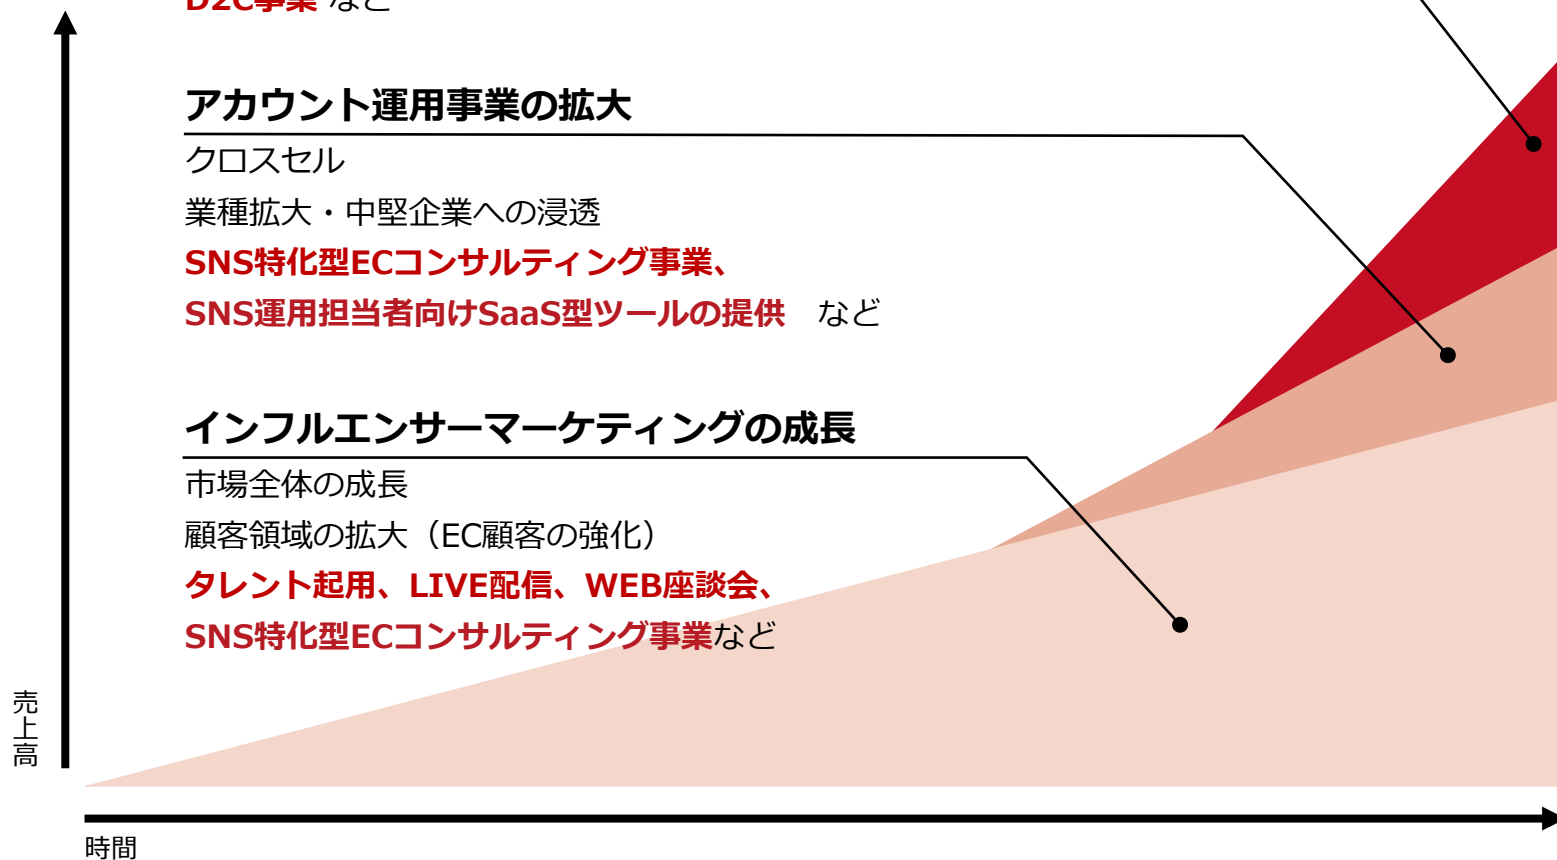 D2C事業 など
アカウント運用事業の拡大
クロスセル
業種拡大・中堅企業への浸透
SNS特化型ECコンサルティング事業、
SNS運用担当者向けSaaS型ツールの提供　など
インフルエンサーマーケティングの成長
市場全体の成長
顧客領域の拡大（EC顧客の強化）
タレント起用、LIVE配信、WEB座談会、
SNS特化型ECコンサルティング事業など
売上高
時間